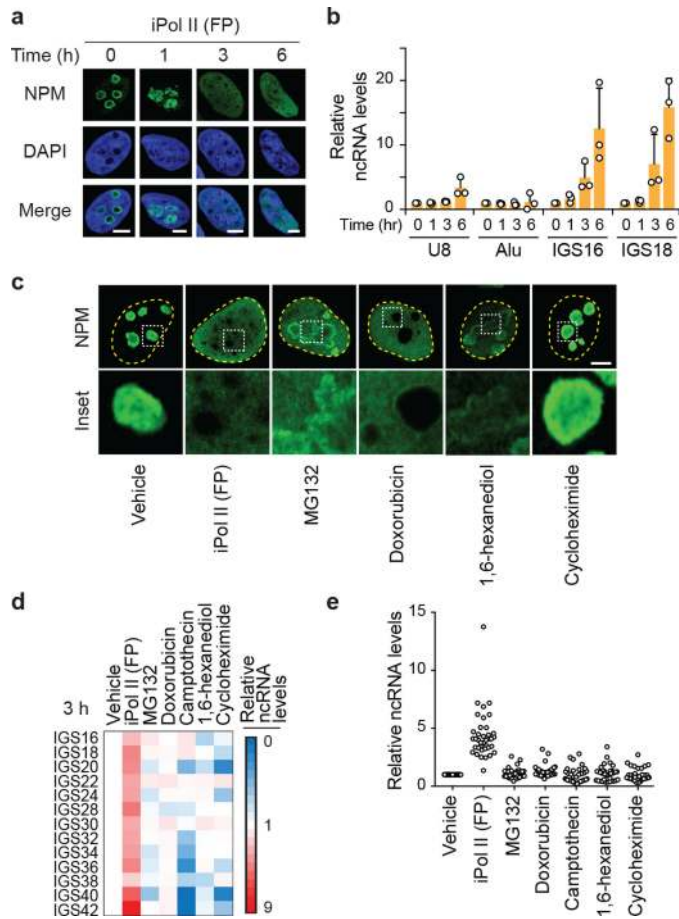 a
iPol II (FP)
Time (h) 0 1 3 6
NPM
DAPI
Merge
b
Relative
ncRNA levels
20
10
1
0
Time (hr) 0 1 3 6 0 1 3 6 0 1 3 6 0 1 3 6
U8 Alu IGS16 IGS18
c
NPM
Inset
Vehicle
iPol II (FP)
MG132
Doxorubicin
1,6-hexanediol
Cycloheximide
d
3 h
Vehicle
iPol II (FP)
MG132
Doxorubicin
Camptothecin
1,6-hexanediol
Cycloheximide
Relative
ncRNA
levels
0
1
9
IGS16
IGS18
IGS20
IGS22
IGS24
IGS28
IGS30
IGS32
IGS34
IGS36
IGS38
IGS40
IGS42
e
Relative ncRNA levels
15
10
5
1
0
Vehicle
iPol II (FP)
MG132
Doxorubicin
Camptothecin
1,6-hexanediol
Cycloheximide